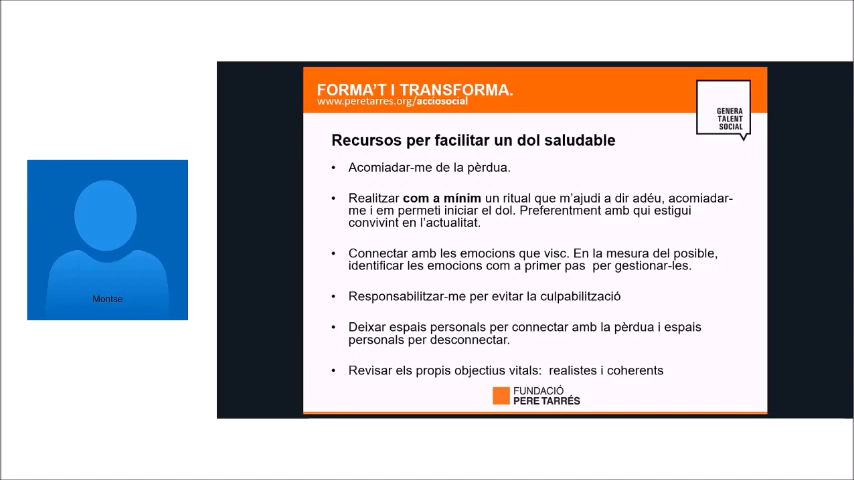 FORMA'T I TRANSFORMA.
www.peretarres.org/acciosocial
GENERA
TALENT
SOCIAL
Recursos per facilitar un dol saludable
• Acomiadar-me de la pèrdua.
• Realitzar com a mínim un ritual que m'ajudi a dir adéu, acomiadar-
me i em permeti iniciar el dol. Preferentment amb qui estigui
convivint en l'actualitat.
• Connectar amb les emocions que visc. En la mesura del posible,
identificar les emocions com a primer pas per gestionar-les.
• Responsabilitzar-me per evitar la culpabilització
• Deixar espais personals per connectar amb la pèrdua i espais
personals per desconnectar.
• Revisar els propis objectius vitals: realistes i coherents
FUNDACIÓ
PERE TARRÉS
Montse